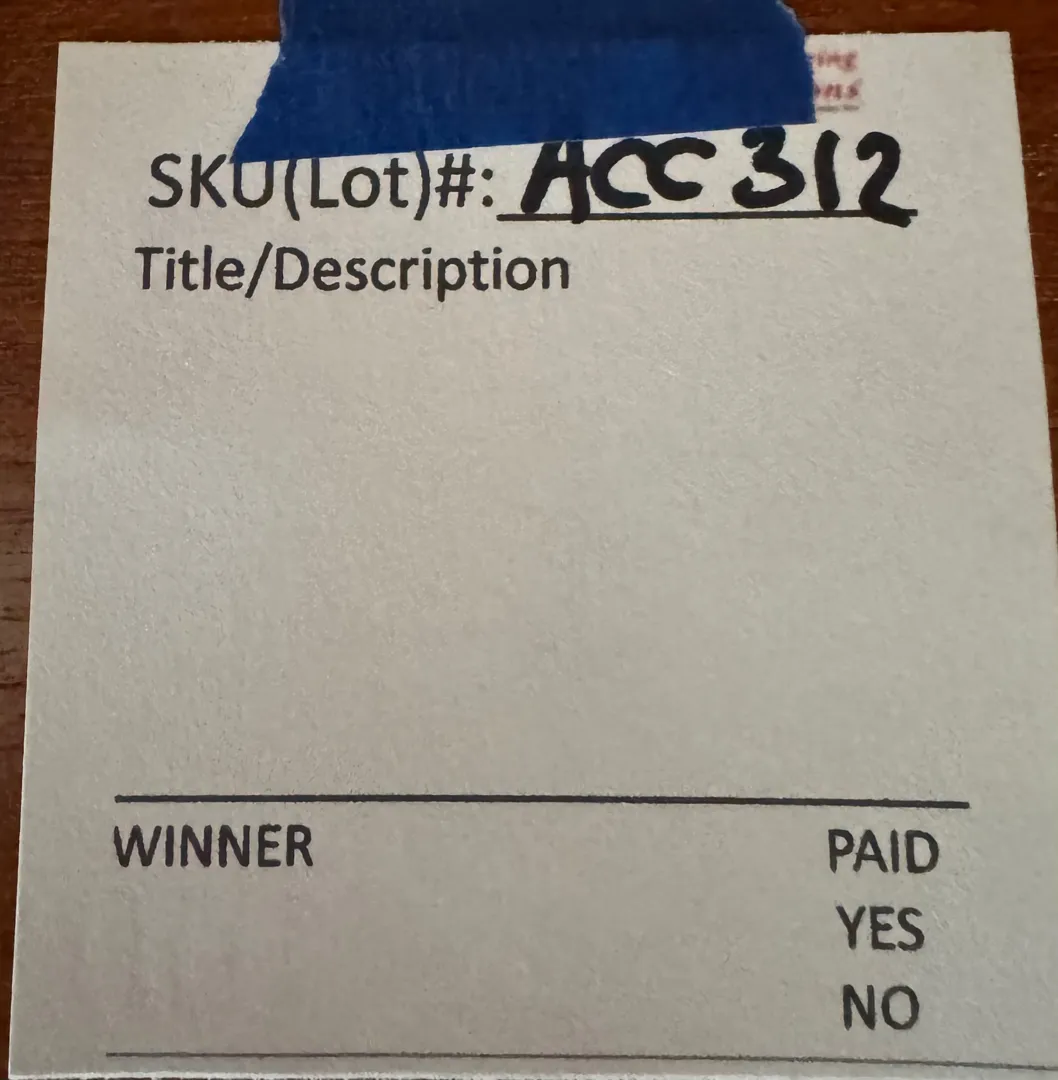 SKU(Lot)#: ACC 312
Title/Description
WINNER PAID
YES
NO